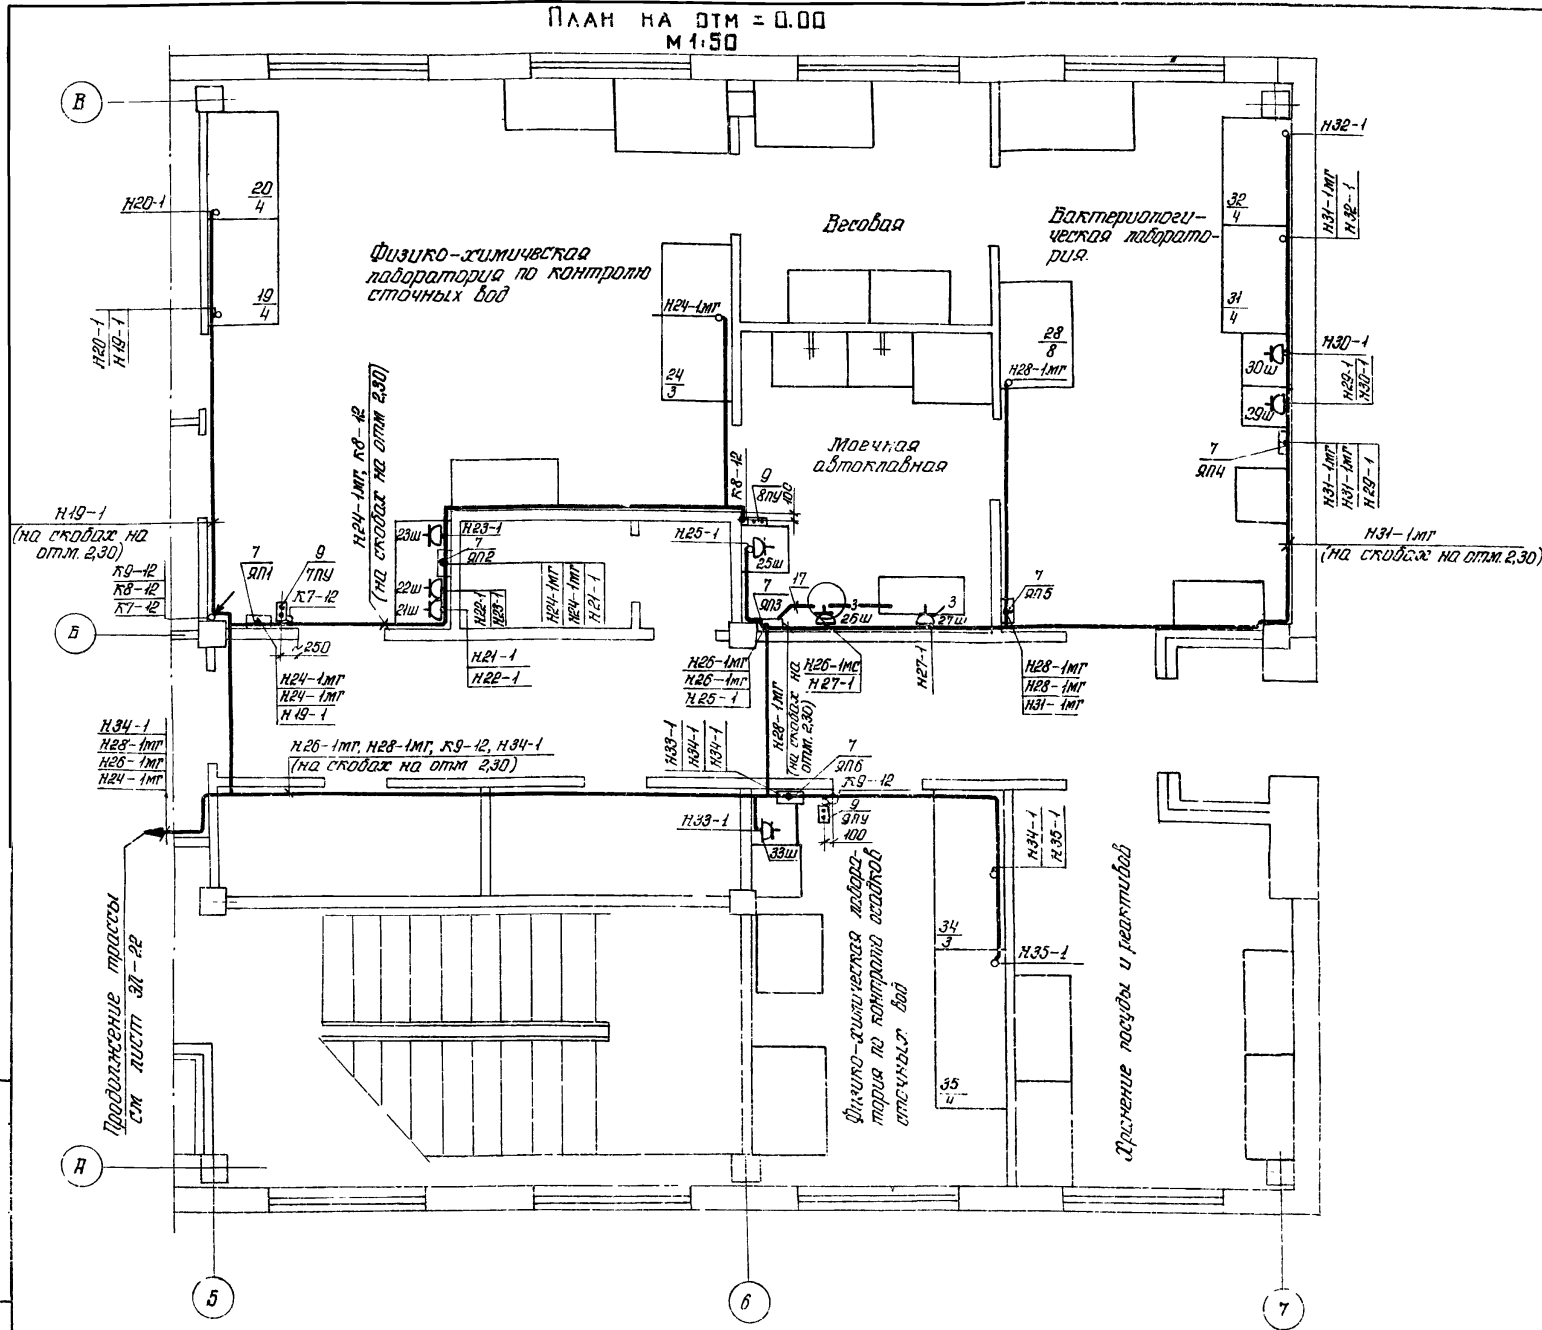 План на отм = 0.00
М 1:50
В
Н20-1
20
4
19
4
Н20-1
Н19-1
Физико-химическая
лаборатория по контролю
сточных вод
Весовая
Бактериологи-
ческая лаборато-
рия.
Н32-1
Н31-1мг
Н32-1
32
4
31
4
Н24-1мг
24
3
28
8
Н28-1мг
Н30-1
30ш
Н29-1
Н30-1
29ш
7
ЯП4
Н31-1мг
Н31-1мг
Н29-1
Н24-1мг, К8-12
(на скобах на отм 2,30)
Моечная
автоклавная
К8-12
9
8ПУ
100
Н19-1
(на скобах на
отм. 2,30)
К9-12
К8-12
К7-12
7
ЯП1
9
7ПУ
К7-12
23ш
Н23-1
7
ЯП2
22ш
21ш
Н22-1
Н23-1
Н24-1мг
Н24-1мг
Н21-1
Н25-1
25ш
7
ЯП3
17
3
26ш
3
27ш
7
ЯП5
Н31-1мг
(на скобах на отм. 2,30)
Б
250
Н24-1мг
Н24-1мг
Н19-1
Н21-1
Н22-1
Н26-1мг
Н26-1мг
Н25-1
Н28-1мг
(на скобах на
отм. 2,30)
Н26-1мс
Н27-1
Н27-1
Н28-1мг
Н28-1мг
Н31-1мг
Н34-1
Н28-1мг
Н26-1мг
Н24-1мг
Н26-1мг, Н28-1мг, К9-12, Н34-1
(на скобах на отм 2,30)
Н33-1
Н34-1
Н34-1
7
ЯП6
К9-12
9
9ПУ
100
Н33-1
33ш
Н34-1
Н35-1
Продолжение трассы
см лист ЭЛ-22
34
3
Н35-1
35
4
Физико-химическая лабора-
тория по контролю осадков
сточных вод
Хранение посуды и реактивов
А
5
6
7